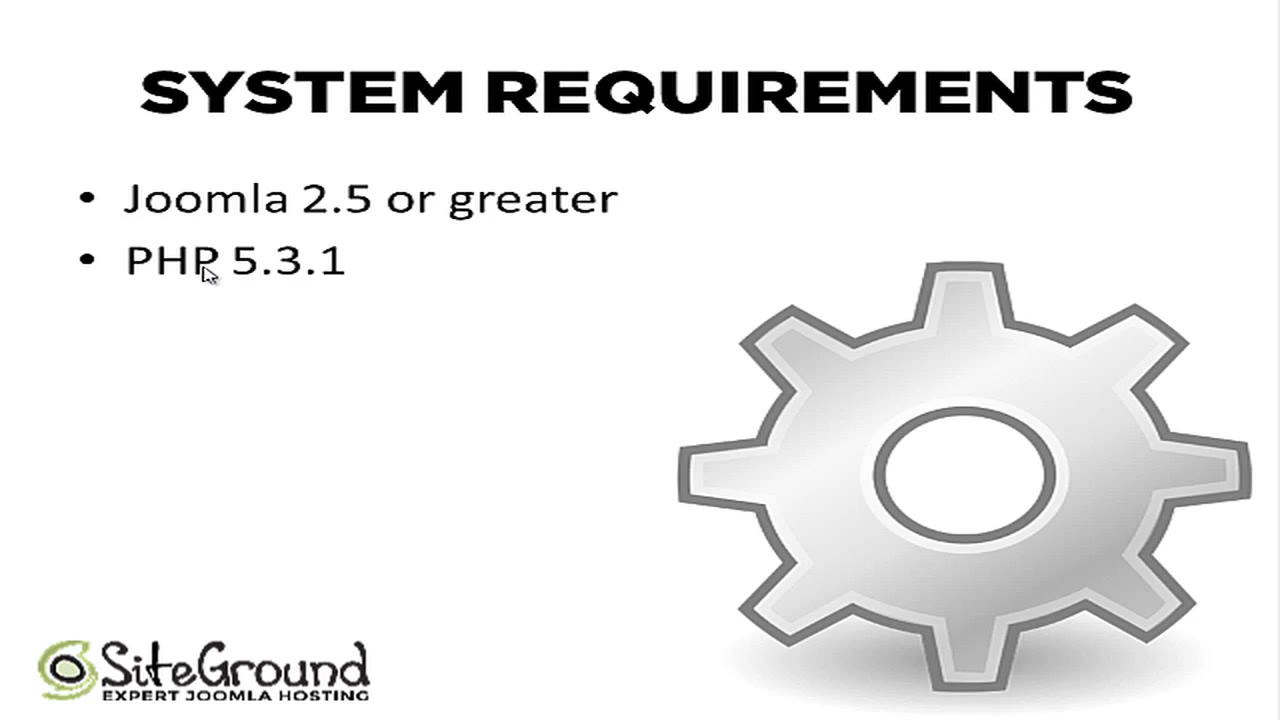 SYSTEM REQUIREMENTS
• Joomla 2.5 or greater
• PHP 5.3.1
SiteGround
EXPERT JOOMLA HOSTING